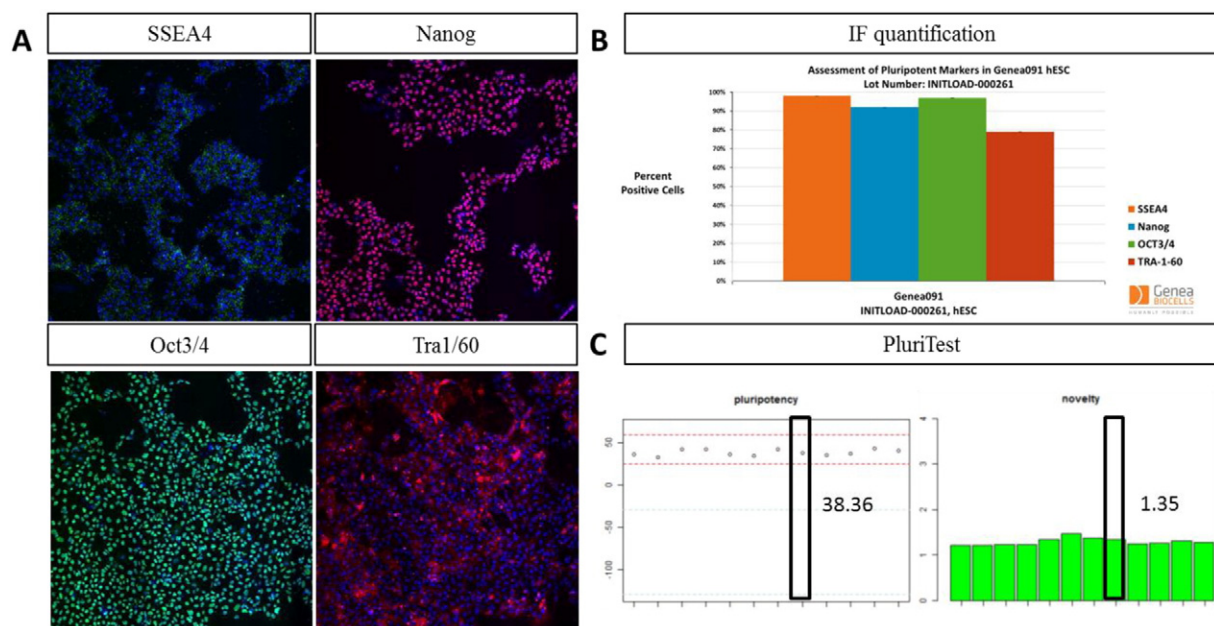 A
SSEA4
Nanog
Oct3/4
Tra1/60
B
IF quantification
Assessment of Pluripotent Markers in Genea091 hESC
Lot Number: INITLOAD-000261
100%
90%
80%
70%
60%
50%
40%
30%
20%
10%
0%
Percent
Positive Cells
SSEA4
Nanog
OCT3/4
TRA-1-60
Genea091
INITLOAD-000261, hESC
Genea
BIOCELLS
C
PluriTest
pluripotency
50
0
-50
-100
38.36
novelty
4
3
2
1
0
1.35